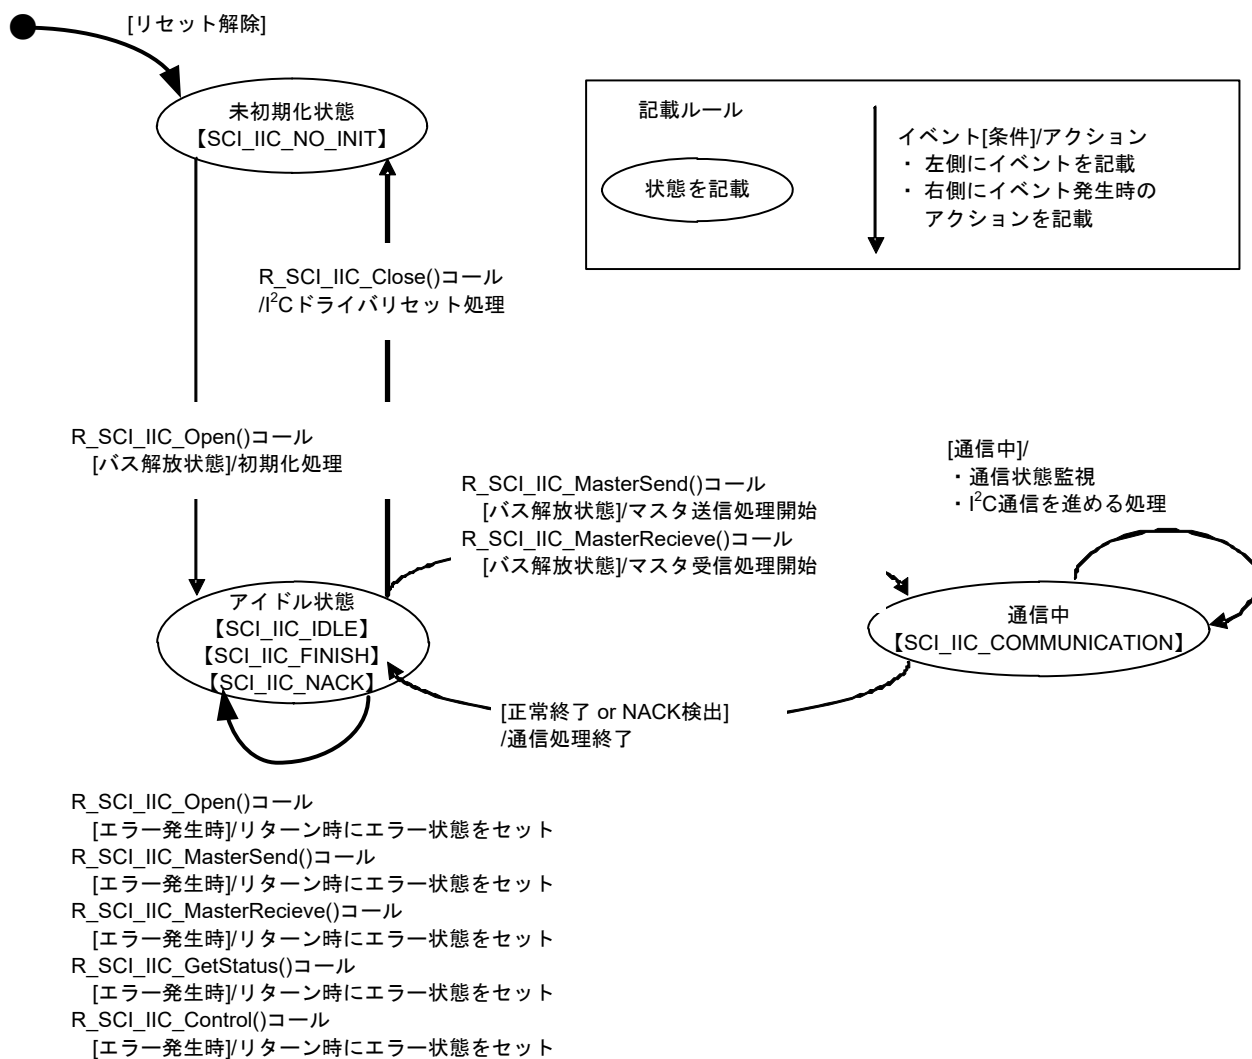 [リセット解除]
未初期化状態
【SCI_IIC_NO_INIT】
記載ルール
状態を記載
イベント[条件]/アクション
・ 左側にイベントを記載
・ 右側にイベント発生時の
アクションを記載
R_SCI_IIC_Close()コール
/I²Cドライバリセット処理
R_SCI_IIC_Open()コール
[バス解放状態]/初期化処理
R_SCI_IIC_MasterSend()コール
[バス解放状態]/マスタ送信処理開始
R_SCI_IIC_MasterRecieve()コール
[バス解放状態]/マスタ受信処理開始
[通信中]/
・通信状態監視
・I²C通信を進める処理
アイドル状態
【SCI_IIC_IDLE】
【SCI_IIC_FINISH】
【SCI_IIC_NACK】
通信中
【SCI_IIC_COMMUNICATION】
[正常終了 or NACK検出]
/通信処理終了
R_SCI_IIC_Open()コール
[エラー発生時]/リターン時にエラー状態をセット
R_SCI_IIC_MasterSend()コール
[エラー発生時]/リターン時にエラー状態をセット
R_SCI_IIC_MasterRecieve()コール
[エラー発生時]/リターン時にエラー状態をセット
R_SCI_IIC_GetStatus()コール
[エラー発生時]/リターン時にエラー状態をセット
R_SCI_IIC_Control()コール
[エラー発生時]/リターン時にエラー状態をセット